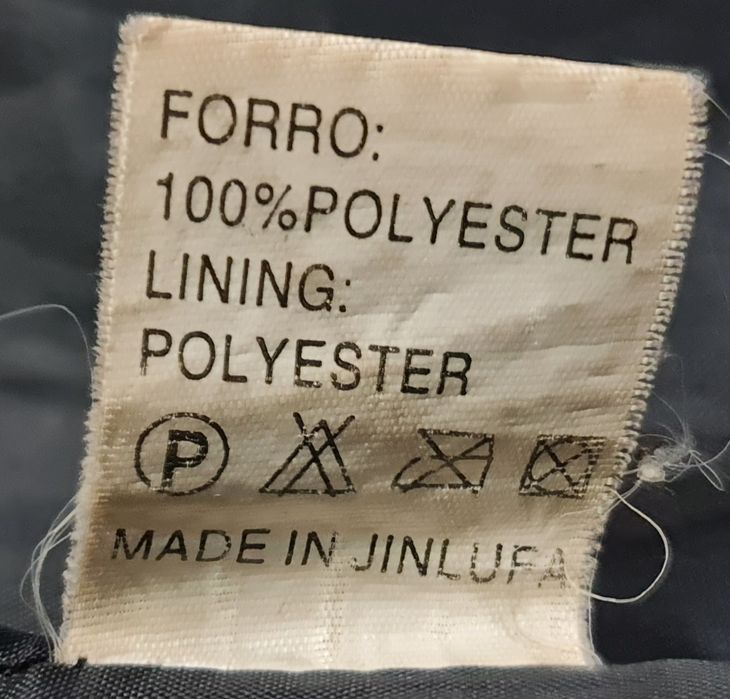 FORRO:
100%POLYESTER
LINING:
POLYESTER
P
MADE IN JINLUFA